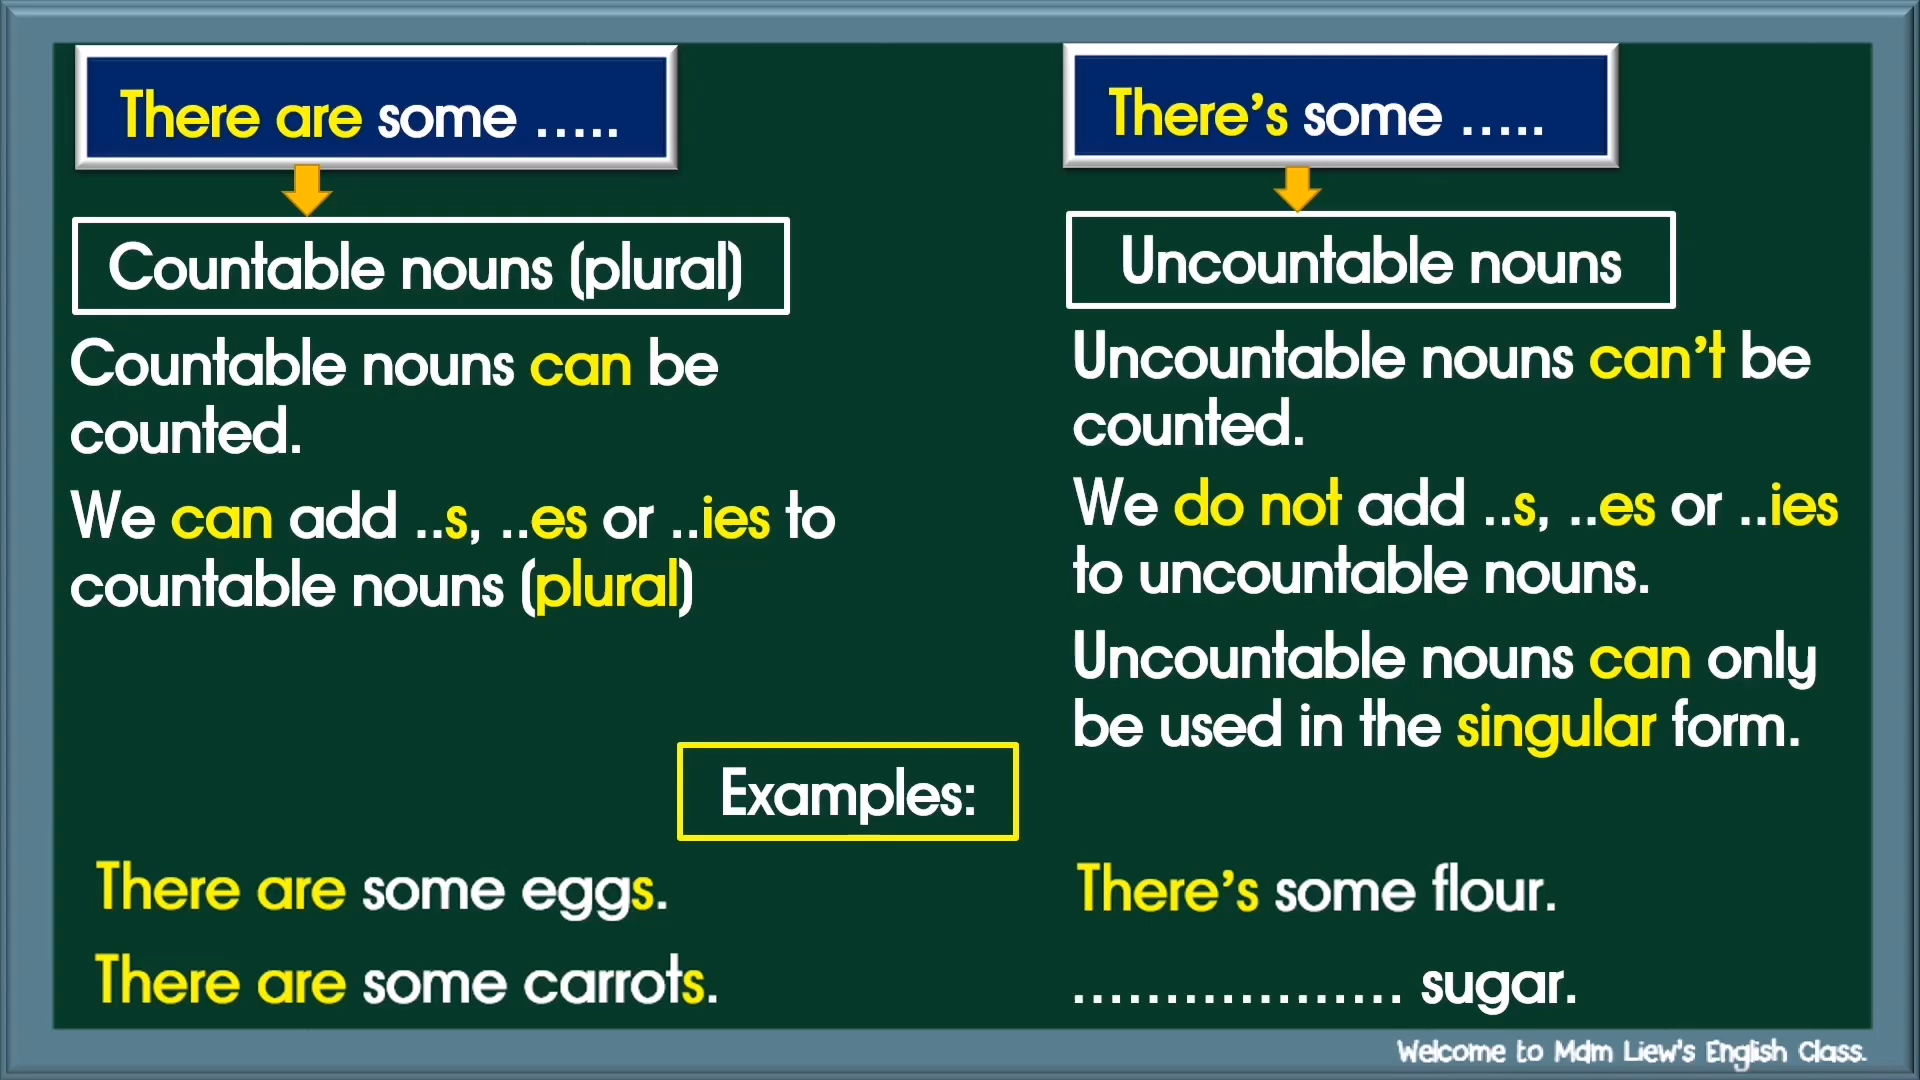 There are some .....
Countable nouns (plural)
Countable nouns can be
counted.
We can add ..s, ..es or ..ies to
countable nouns (plural)
There's some .....
Uncountable nouns
Uncountable nouns can't be
counted.
We do not add ..s, ..es or ..ies
to uncountable nouns.
Uncountable nouns can only
be used in the singular form.
Examples:
There are some eggs.
There are some carrots.
There's some flour.
.................. sugar.
Welcome to Mdm Liew's English Class.